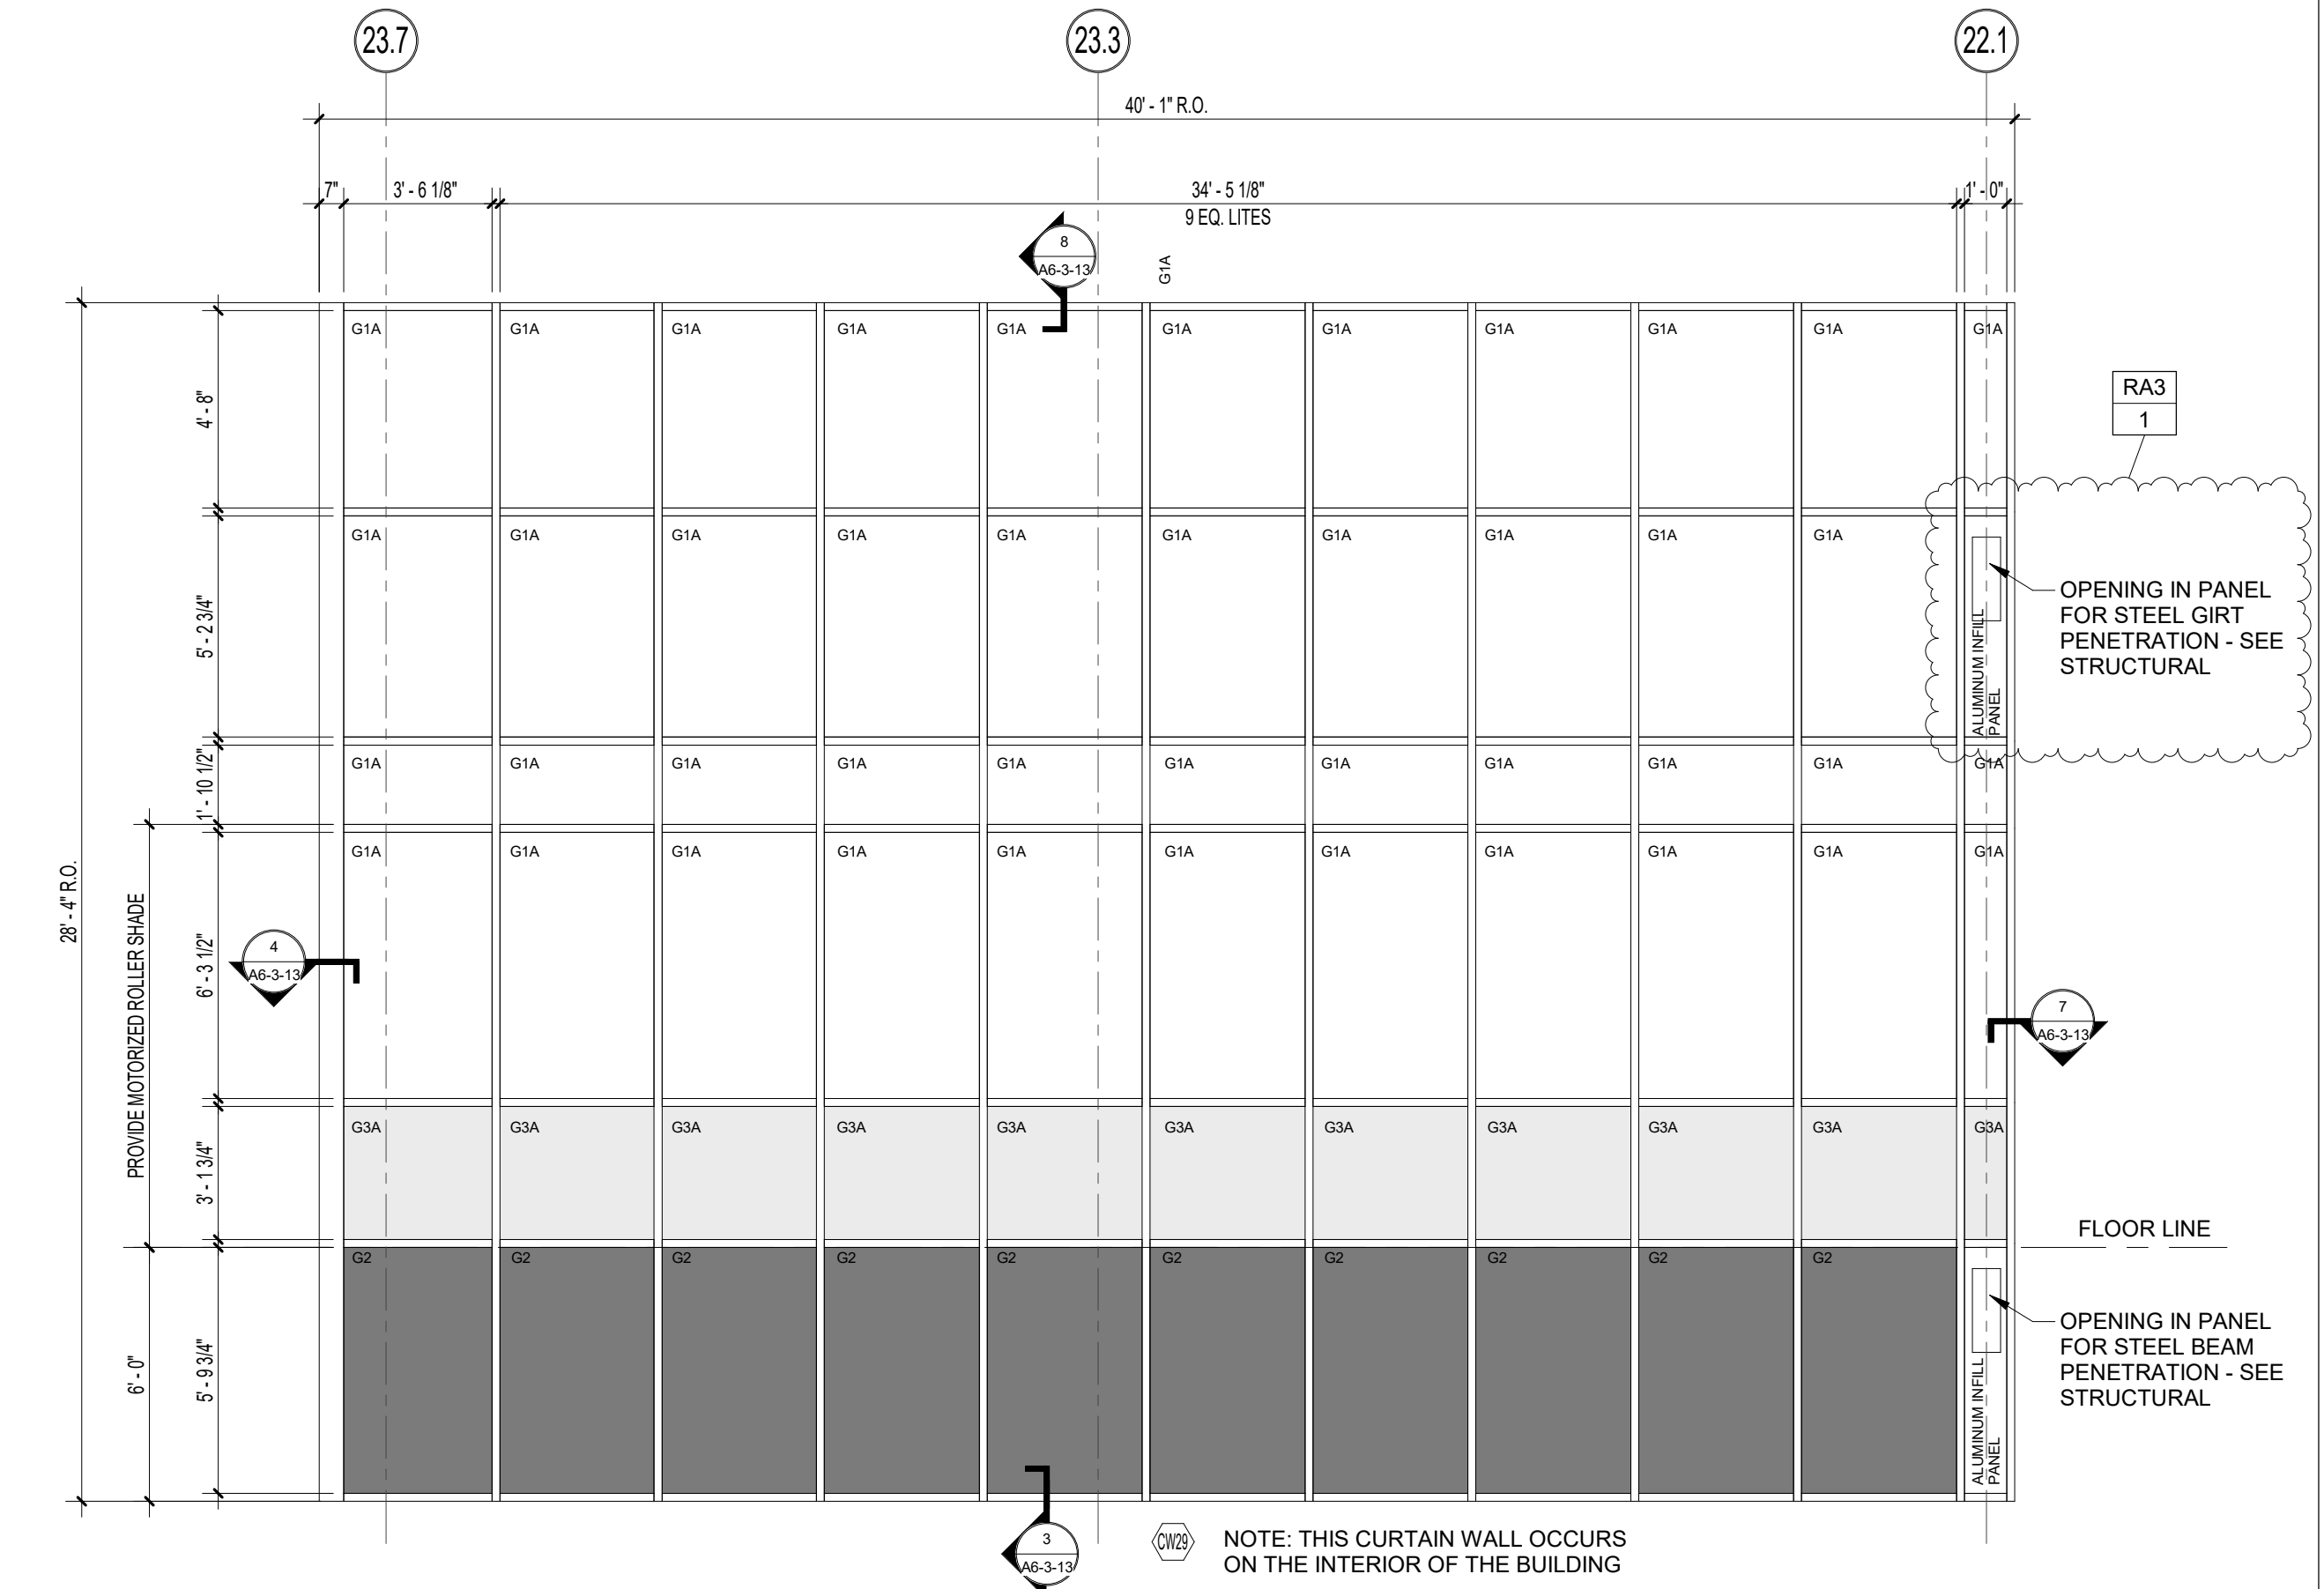 23.7
23.3
22.1
40' - 1" R.O.
7"
3' - 6 1/8"
34' - 5 1/8"
1' - 0"
9 EQ. LITES
8
A6-3-13
G1A
G1A G1A G1A G1A G1A G1A G1A G1A G1A G1A G1A
4' - 8"
RA3
1
G1A G1A G1A G1A G1A G1A G1A G1A G1A G1A
5' - 2 3/4"
ALUMINUM INFILL
PANEL
OPENING IN PANEL
FOR STEEL GIRT
PENETRATION - SEE
STRUCTURAL
G1A G1A G1A G1A G1A G1A G1A G1A G1A G1A G1A
1' - 10 1/2"
G1A G1A G1A G1A G1A G1A G1A G1A G1A G1A G1A
28' - 4" R.O.
PROVIDE MOTORIZED ROLLER SHADE
6' - 3 1/2"
4
A6-3-13
7
A6-3-13
G3A G3A G3A G3A G3A G3A G3A G3A G3A G3A G3A
3' - 1 3/4"
FLOOR LINE
G2 G2 G2 G2 G2 G2 G2 G2 G2 G2
6' - 0"
5' - 9 3/4"
ALUMINUM INFILL
PANEL
OPENING IN PANEL
FOR STEEL BEAM
PENETRATION - SEE
STRUCTURAL
3
A6-3-13
CW29
NOTE: THIS CURTAIN WALL OCCURS
ON THE INTERIOR OF THE BUILDING